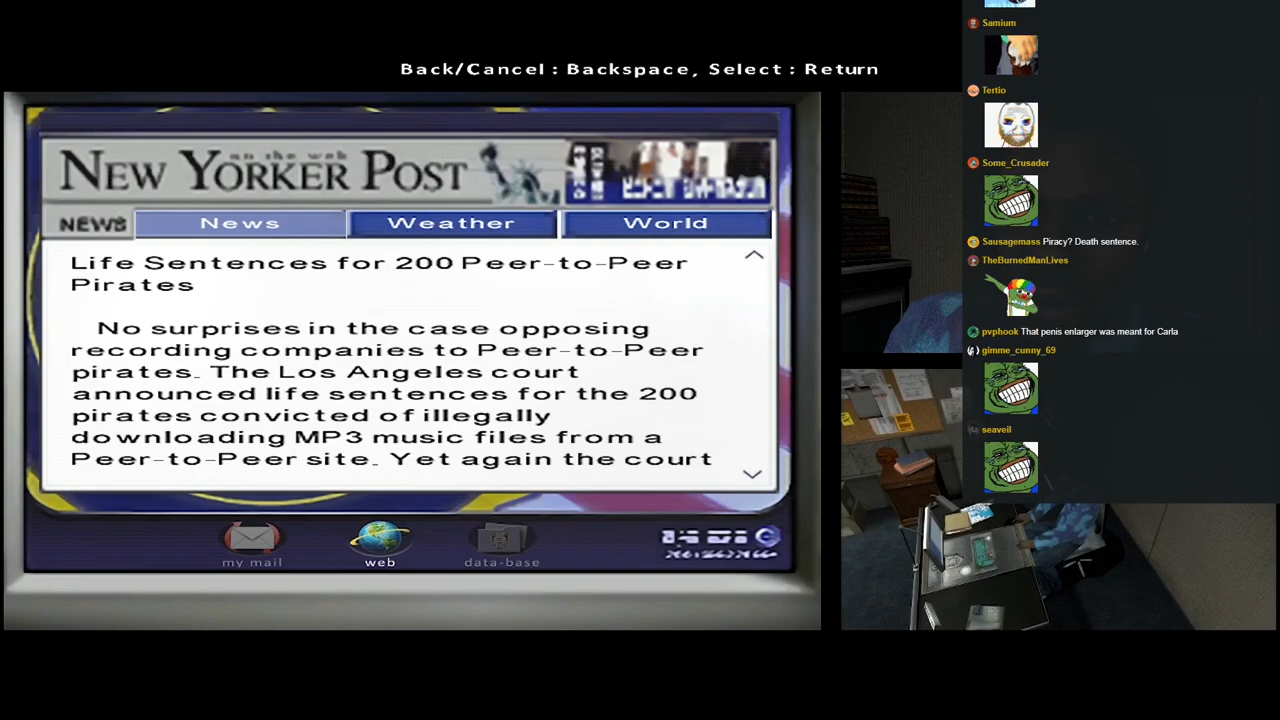 Back/Cancel : Backspace, Select : Return
on the web
NEW YORKER POST
NEWS
News
Weather
World
Life Sentences for 200 Peer-to-Peer
Pirates
No surprises in the case opposing
recording companies to Peer-to-Peer
pirates. The Los Angeles court
announced life sentences for the 200
pirates convicted of illegally
downloading MP3 music files from a
Peer-to-Peer site. Yet again the court
my mail
web
data-base
Samium
Tertio
Some_Crusader
Sausagemass Piracy? Death sentence.
TheBurnedManLives
pvphook That penis enlarger was meant for Carla
gimme_cunny_69
seaveil